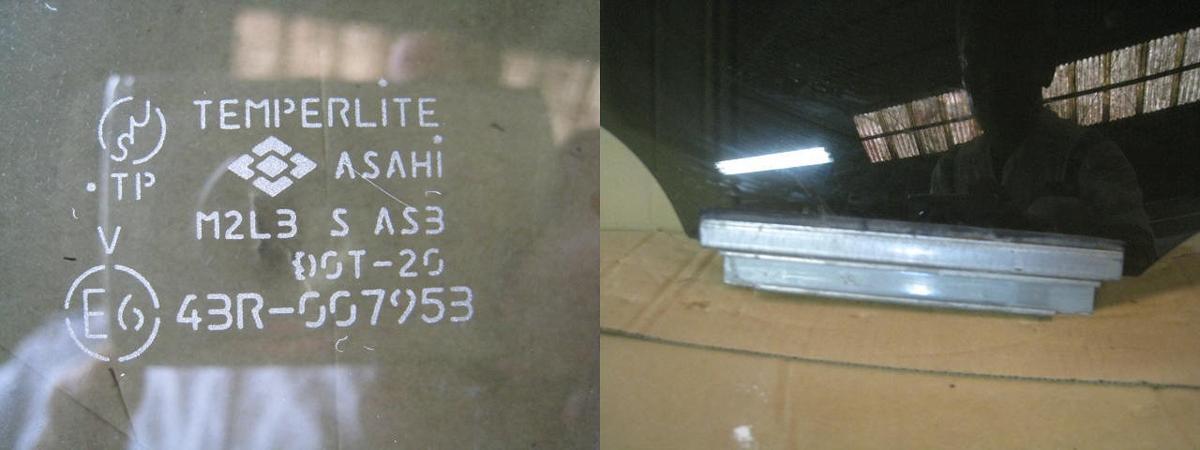 TEMPERLITE
S
TP
ASAHI
M2L3 S AS3
V
DOT-20
E6 43R-007953